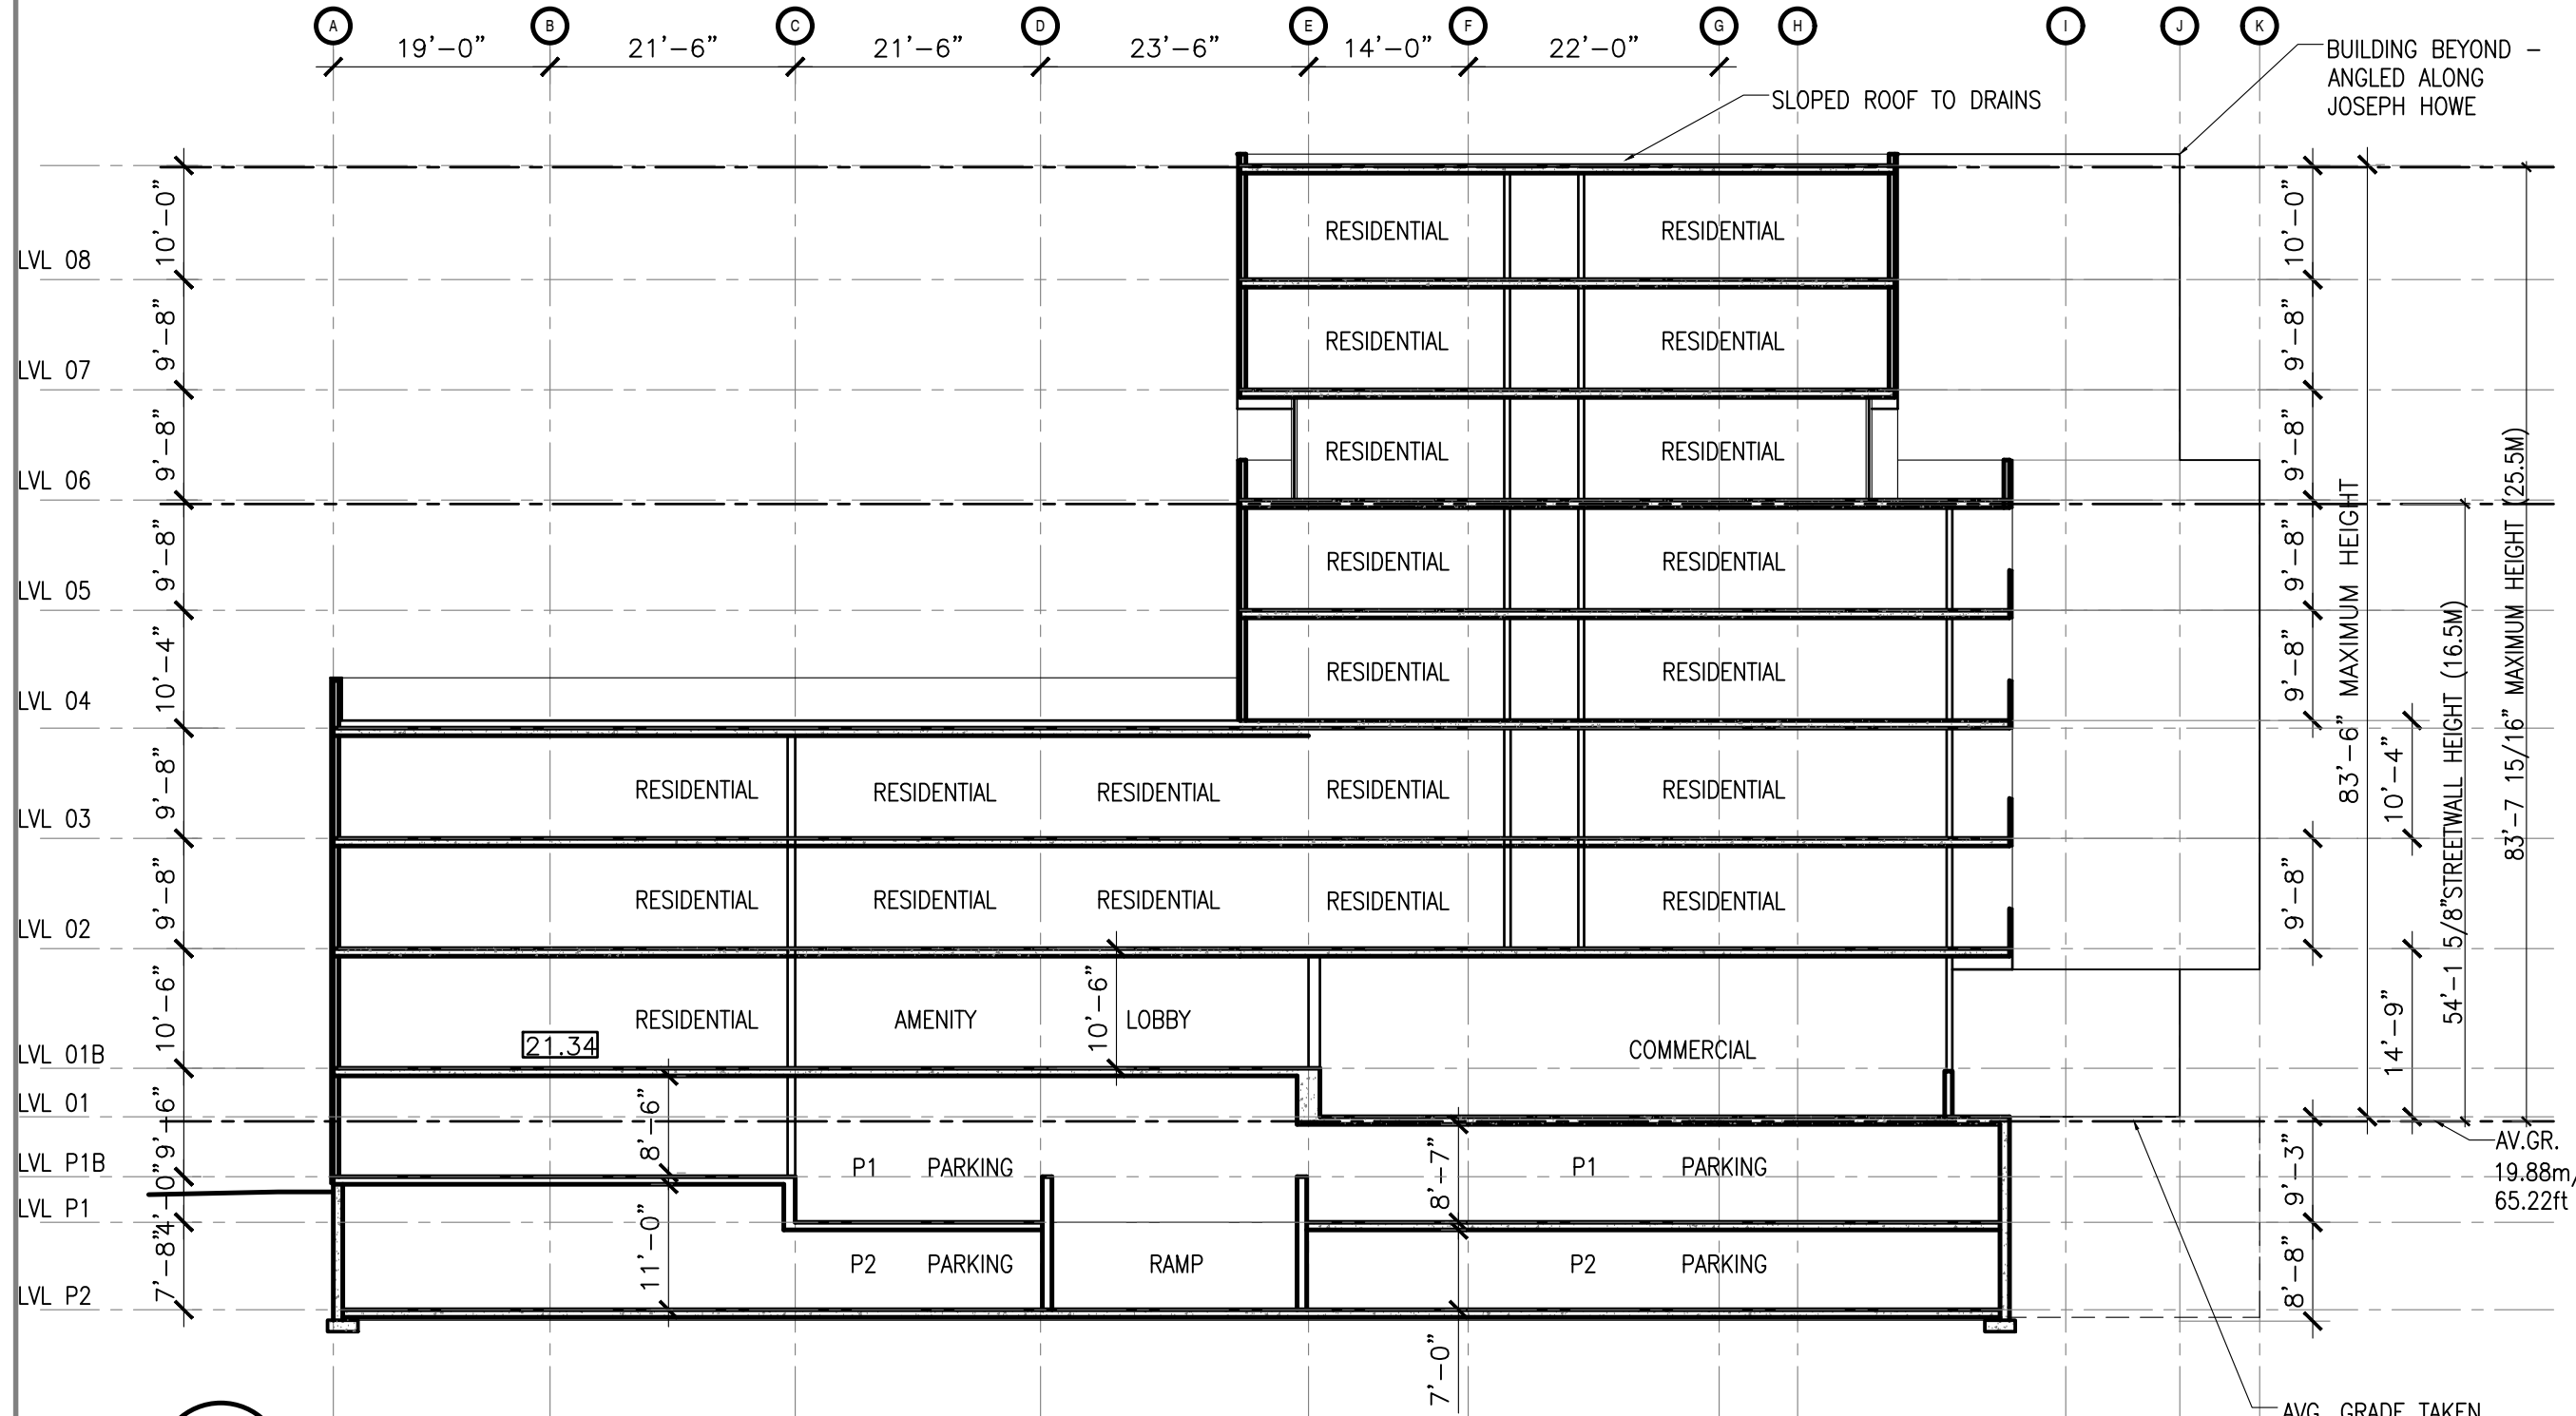 A B C D E F G H I J K
19'-0" 21'-6" 21'-6" 23'-6" 14'-0" 22'-0"
BUILDING BEYOND -
ANGLED ALONG
JOSEPH HOWE
SLOPED ROOF TO DRAINS
10'-0"
RESIDENTIAL RESIDENTIAL
10'-0"
LVL 08
9'-8"
RESIDENTIAL RESIDENTIAL
9'-8"
LVL 07
9'-8"
RESIDENTIAL RESIDENTIAL
9'-8"
LVL 06
9'-8"
RESIDENTIAL RESIDENTIAL
9'-8"
LVL 05
10'-4"
RESIDENTIAL RESIDENTIAL
9'-8"
LVL 04
83'-6" MAXIMUM HEIGHT
54'-1 5/8" STREETWALL HEIGHT (16.5M)
83'-7 15/16" MAXIMUM HEIGHT (25.5M)
9'-8"
RESIDENTIAL RESIDENTIAL RESIDENTIAL RESIDENTIAL RESIDENTIAL
10'-4"
LVL 03
9'-8"
RESIDENTIAL RESIDENTIAL RESIDENTIAL RESIDENTIAL RESIDENTIAL
9'-8"
LVL 02
10'-6"
RESIDENTIAL AMENITY 10'-6" LOBBY
21.34
COMMERCIAL
14'-9"
LVL 01B
LVL 01
9'-6"
8'-6"
8'-7"
AV.GR.
19.88m/
65.22ft
LVL P1B
P1 PARKING P1 PARKING
9'-3"
4'-0"
LVL P1
7'-8"
11'-0"
P2 PARKING RAMP P2 PARKING
8'-8"
LVL P2
7'-0"
AVG. GRADE TAKEN